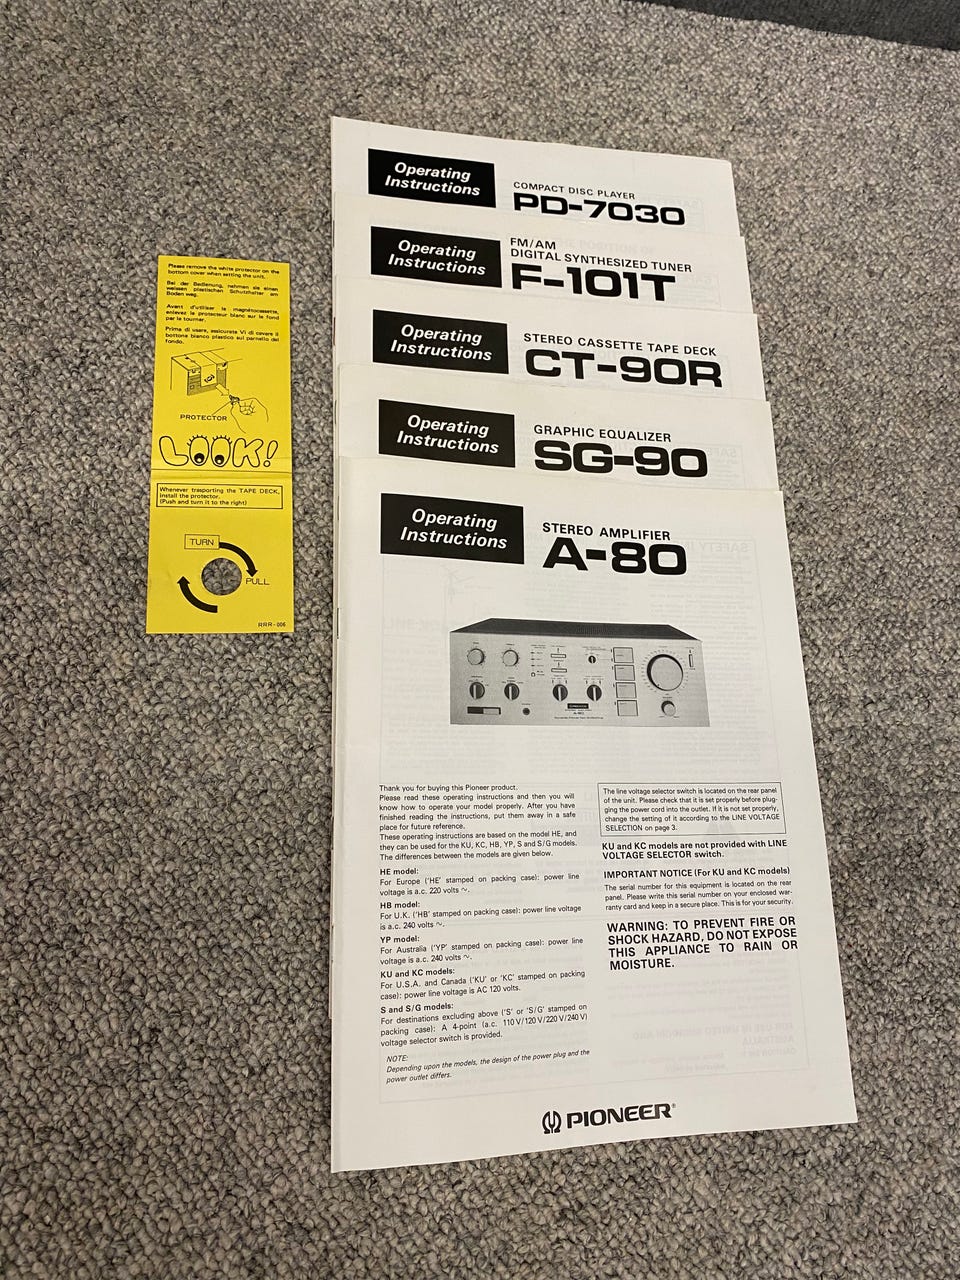 Please remove the white protector on the
bottom cover when setting the unit.
Bei der Bedienung, nehmen sie einen
weissen plastischen Schutzhalter am
Boden weg.
Avant d'utiliser la magnétocassette,
enlevez le protecteur blanc sur le fond
par le tourner.
Prima di usare, assicurate Vi di cavare il
bottone bianco plastico sul pannello del
fondo.
PROTECTOR
LOOK!
Whenever trasporting the TAPE DECK,
install the protector.
(Push and turn it to the right)
TURN
PULL
RRR-006
Operating
Instructions
COMPACT DISC PLAYER
PD-7030
Operating
Instructions
FM/AM
DIGITAL SYNTHESIZED TUNER
F-101T
Operating
Instructions
STEREO CASSETTE TAPE DECK
CT-90R
Operating
Instructions
GRAPHIC EQUALIZER
SG-90
Operating
Instructions
STEREO AMPLIFIER
A-80
Thank you for buying this Pioneer product.
Please read these operating instructions and then you will
know how to operate your model properly. After you have
finished reading the instructions, put them away in a safe
place for future reference.
These operating instructions are based on the model HE, and
they can be used for the KU, KC, HB, YP, S and S/G models.
The differences between the models are given below.
HE model:
For Europe ('HE' stamped on packing case): power line
voltage is a.c. 220 volts ~.
HB model:
For U.K. ('HB' stamped on packing case): power line voltage
is a.c. 240 volts ~.
YP model:
For Australia ('YP' stamped on packing case): power line
voltage is a.c. 240 volts ~.
KU and KC models:
For U.S.A. and Canada ('KU' or 'KC' stamped on packing
case): power line voltage is AC 120 volts.
S and S/G models:
For destinations excluding above ('S' or 'S/G' stamped on
packing case): A 4-point (a.c. 110 V/120 V/220 V/240 V)
voltage selector switch is provided.
NOTE:
Depending upon the models, the design of the power plug and the
power outlet differs.
The line voltage selector switch is located on the rear panel
of the unit. Please check that it is set properly before plug-
ging the power cord into the outlet. If it is not set properly,
change the setting of it according to the LINE VOLTAGE
SELECTION on page 3.
KU and KC models are not provided with LINE
VOLTAGE SELECTOR switch.
IMPORTANT NOTICE (For KU and KC models)
The serial number for this equipment is located on the rear
panel. Please write this serial number on your enclosed war-
ranty card and keep in a secure place. This is for your security.
WARNING: TO PREVENT FIRE OR
SHOCK HAZARD, DO NOT EXPOSE
THIS APPLIANCE TO RAIN OR
MOISTURE.
PIONEER®